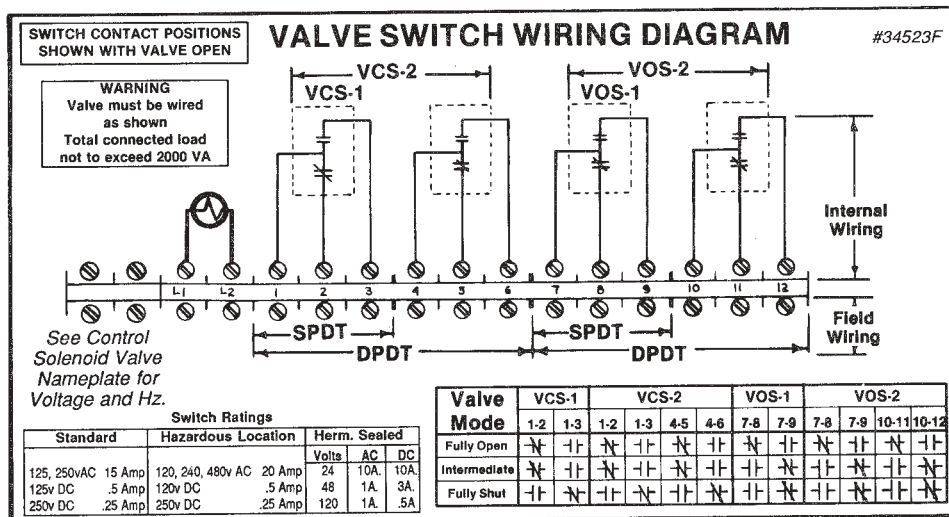 SWITCH CONTACT POSITIONS
SHOWN WITH VALVE OPEN
VALVE SWITCH WIRING DIAGRAM
#34523F
WARNING
Valve must be wired
as shown
Total connected load
not to exceed 2000 VA
VCS-2
VCS-1
VOS-2
VOS-1
Internal
Wiring
L1 L2 1 2 3 4 5 6 7 8 9 10 11 12
Field
Wiring
SPDT
SPDT
DPDT
DPDT
See Control
Solenoid Valve
Nameplate for
Voltage and Hz.
Switch Ratings
Standard Hazardous Location Herm. Sealed
Volts AC DC
125, 250vAC 15 Amp 120, 240, 480v AC 20 Amp 24 10A. 10A.
125v DC .5 Amp 120v DC .5 Amp 48 1A. 3A.
250v DC .25 Amp 250v DC .25 Amp 120 1A. .5A
Valve Mode VCS-1 VCS-2 VOS-1 VOS-2
1-2 1-3 1-2 1-3 4-5 4-6 7-8 7-9 7-8 7-9 10-11 10-12
Fully Open
Intermediate
Fully Shut